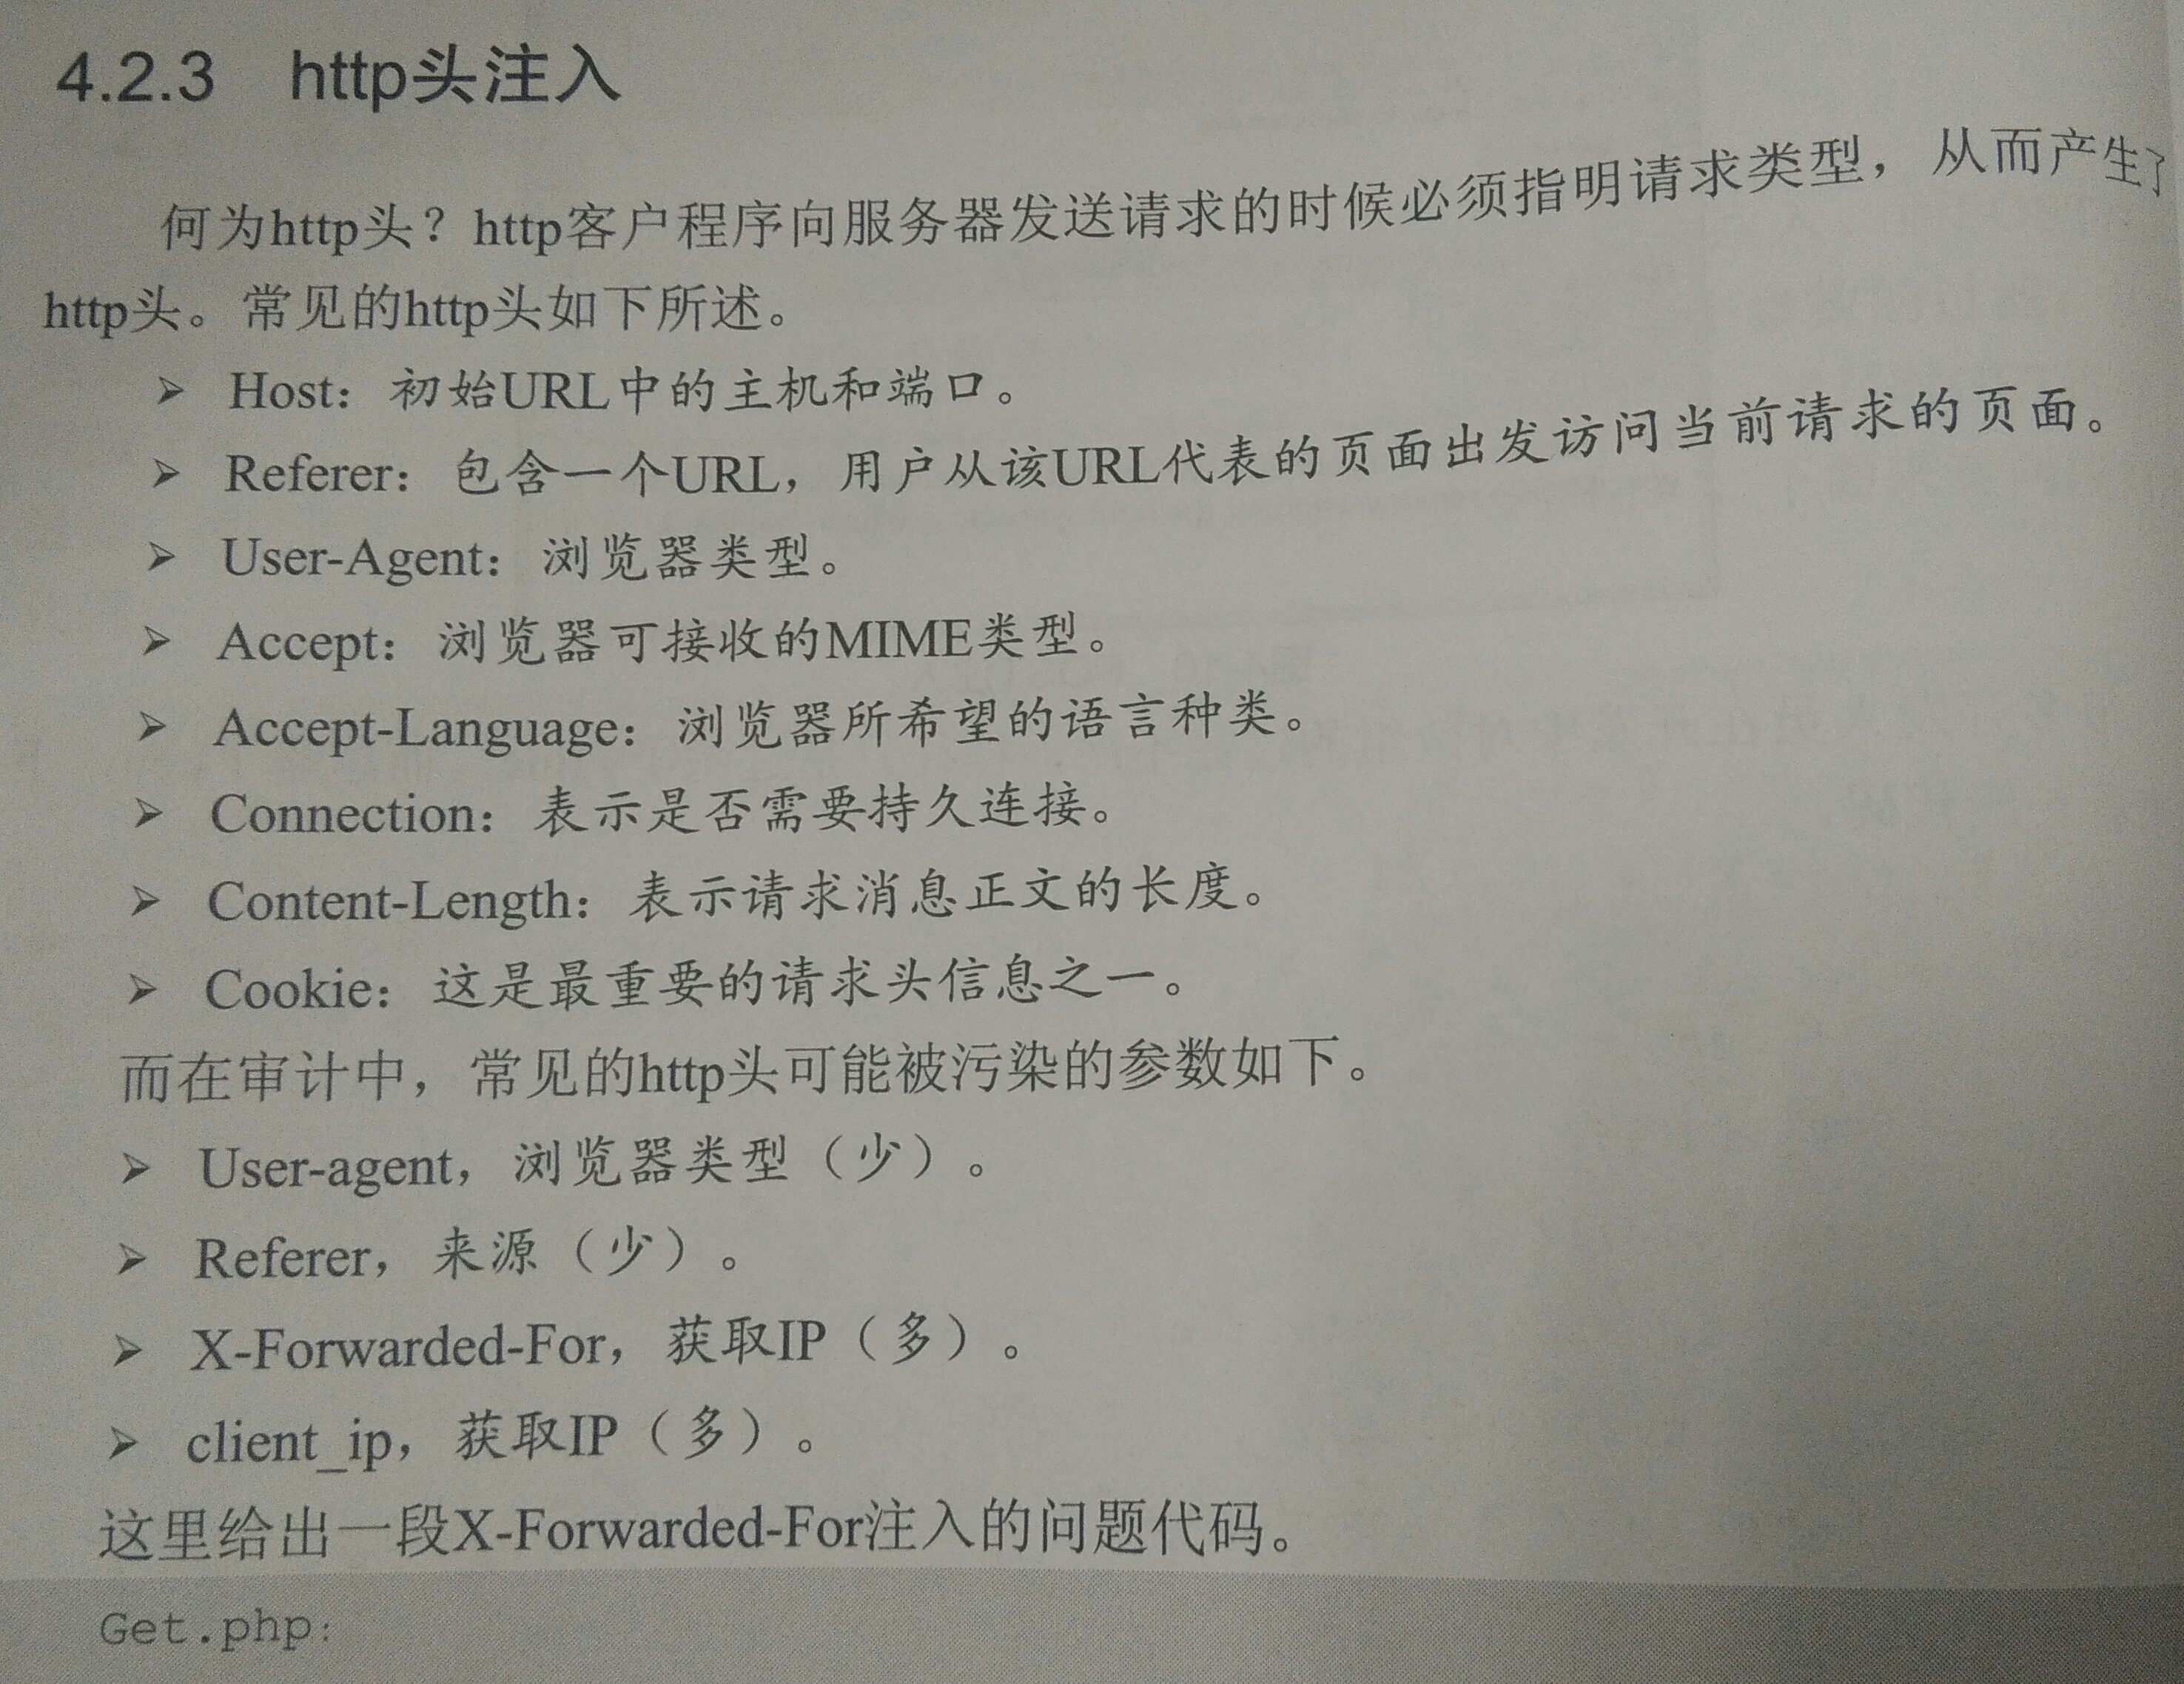 4.2.3 http头注入
何为http头？http客户程序向服务器发送请求的时候必须指明请求类型，从而产生了
http头。常见的http头如下所述。
➢ Host：初始URL中的主机和端口。
➢ Referer：包含一个URL，用户从该URL代表的页面出发访问当前请求的页面。
➢ User-Agent：浏览器类型。
➢ Accept：浏览器可接收的MIME类型。
➢ Accept-Language：浏览器所希望的语言种类。
➢ Connection：表示是否需要持久连接。
➢ Content-Length：表示请求消息正文的长度。
➢ Cookie：这是最重要的请求头信息之一。
而在审计中，常见的http头可能被污染的参数如下。
➢ User-agent，浏览器类型（少）。
➢ Referer，来源（少）。
➢ X-Forwarded-For，获取IP（多）。
➢ client_ip，获取IP（多）。
这里给出一段X-Forwarded-For注入的问题代码。
Get.php: